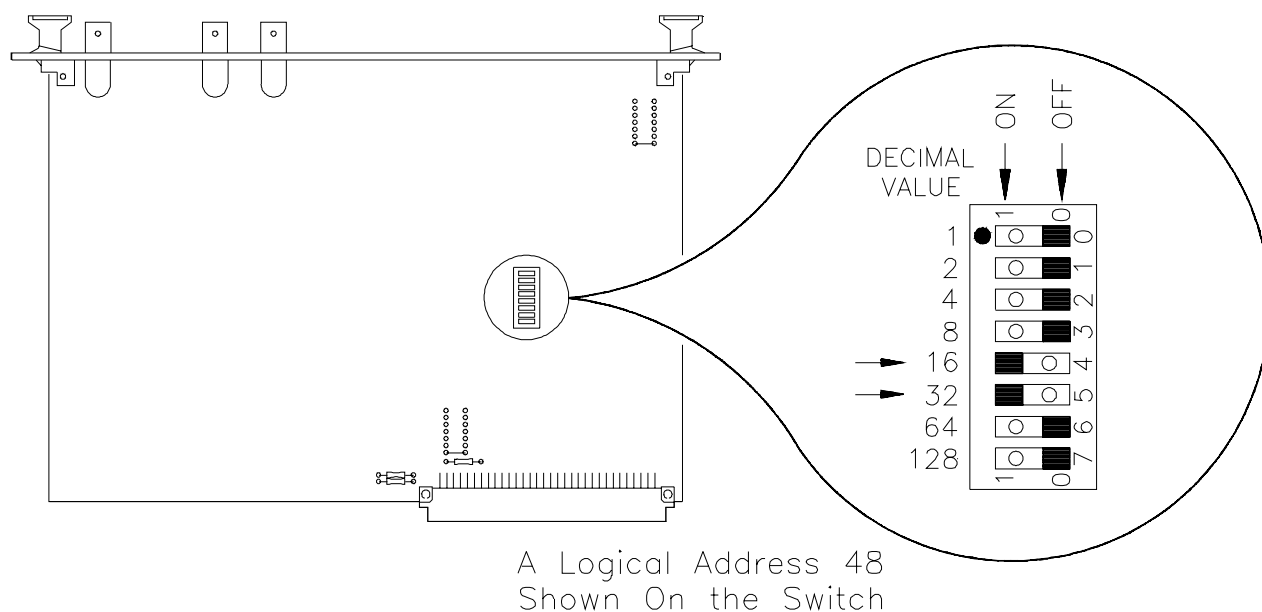 ON OFF
DECIMAL
VALUE
1 0
1 0
2 1
4 2
8 3
16 4
32 5
64 6
128 7
1 0
A Logical Address 48
Shown On the Switch